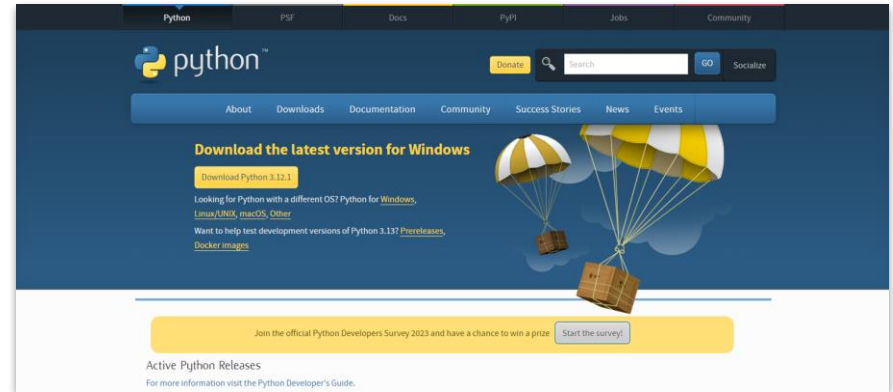 Python
PSF
Docs
PyPI
Jobs
Community
python™
Donate
Search
GO
Socialize
About
Downloads
Documentation
Community
Success Stories
News
Events
Download the latest version for Windows
Download Python 3.12.1
Looking for Python with a different OS? Python for Windows,
Linux/UNIX, macOS, Other
Want to help test development versions of Python 3.13? Prereleases,
Docker images
Join the official Python Developers Survey 2023 and have a chance to win a prize
Start the survey!
Active Python Releases
For more information visit the Python Developer's Guide.